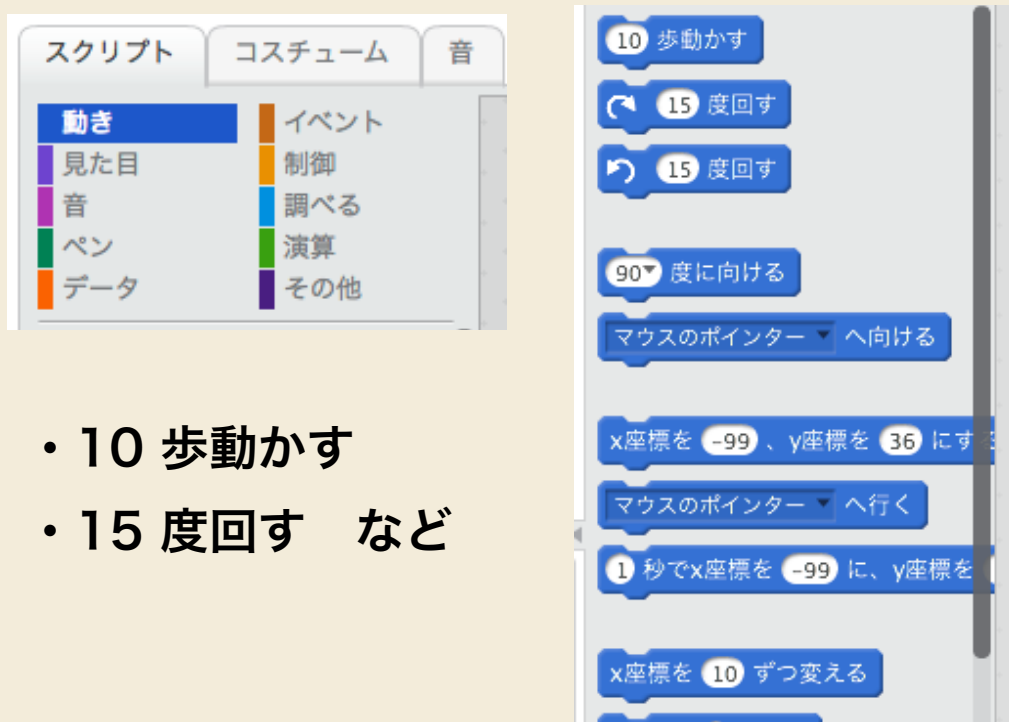 スクリプト コスチューム 音
動き イベント
見た目 制御
音 調べる
ペン 演算
データ その他
・10 歩動かす
・15 度回す　など
10 歩動かす
15 度回す
15 度回す
90 度に向ける
マウスのポインター へ向ける
x座標を -99 、y座標を 36 にする
マウスのポインター へ行く
1 秒でx座標を -99 に、y座標を
x座標を 10 ずつ変える